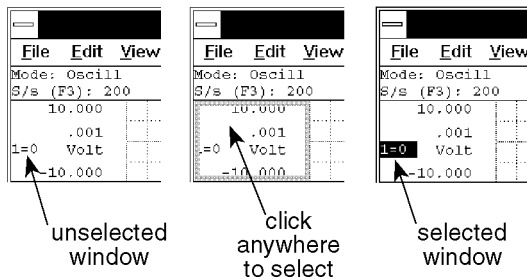 File Edit View
Mode: Oscill
S/s (F3): 200
10.000
.001
1=0 Volt
-10.000
unselected
window
File Edit View
Mode: Oscill
S/s (F3): 200
10.000
.001
=0 Volt
-10.000
click
anywhere
to select
File Edit View
Mode: Oscill
S/s (F3): 200
10.000
.001
1=0 Volt
-10.000
selected
window